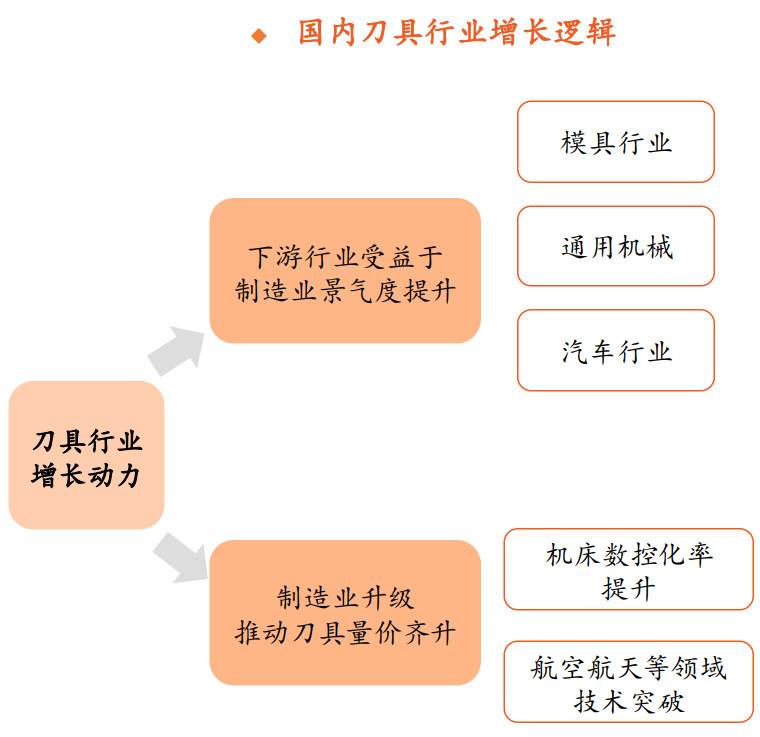 国内刀具行业增长逻辑
刀具行业
增长动力
下游行业受益于
制造业景气度提升
模具行业
通用机械
汽车行业
制造业升级
推动刀具量价齐升
机床数控化率
提升
航空航天等领域
技术突破